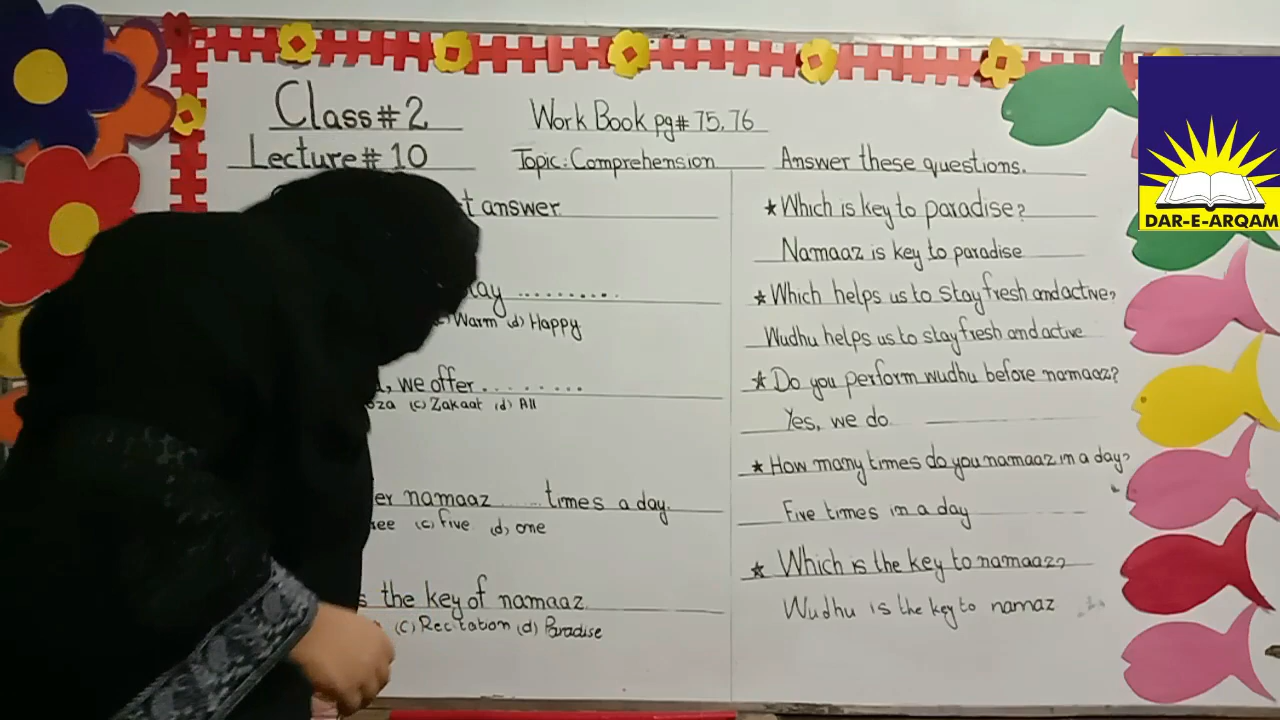 Class # 2
Work Book pg# 75,76
Lecture # 10
Topic: Comprehension
answer
..........
Warm (d) Happy
we offer ........
(c) Zakaat (d) All
namaaz ..... times a day.
(c) Five (d) one
the key of namaaz
(c) Recitation (d) Paradise
Answer these questions.
★ Which is key to paradise?
Namaaz is key to paradise
★ Which helps us to stay fresh and active?
Wudhu helps us to stay fresh and active
★ Do you perform wudhu before namaaz?
Yes, we do.
★ How many times do you namaaz in a day?
Five times in a day
★ Which is the key to namaaz?
Wudhu is the key to namaz
DAR-E-ARQAM